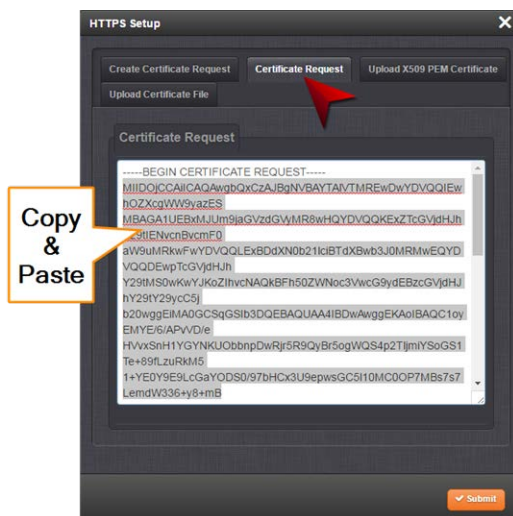 HTTPS Setup
Create Certificate Request
Certificate Request
Upload X509 PEM Certificate
Upload Certificate File
Certificate Request
-----BEGIN CERTIFICATE REQUEST-----
MIIDOjCCAiICAQAwgbQxCzAJBgNVBAYTAlVTMREwDwYDVQQIEw
hOZXcgWW9yazES
MBAGA1UEBxMJUm9jaGVzdGVyMR8wHQYDVQQKExZTcGVjdHJh
29tIENvcnBvcmF0
aW9uMRkwFwYDVQQLExBDdXN0b21lciBTdXBwb3J0MRMwEQYD
VQQDEwpTcGVjdHJh
Y29tMS0wKwYJKoZIhvcNAQkBFh50ZWNoc3VwcG9ydEBzcGVjdHJ
hY29tY29ycC5j
b20wggEiMA0GCSqGSIb3DQEBAQUAA4IBDwAwggEKAoIBAQC1oy
EMYE/6/APvVD/e
HVvxSnH1YGYNKUObbnpDwRjr5R9QyBr5ogWQS4p2TljmiYSoGS1
Te+89fLzuRkM5
1+YE0Y9E9LcGaYODS0/97bHCx3U9epwsGC5I10MC0OP7MBs7s7
LemdW336+y8+mB
Copy
&
Paste
Submit